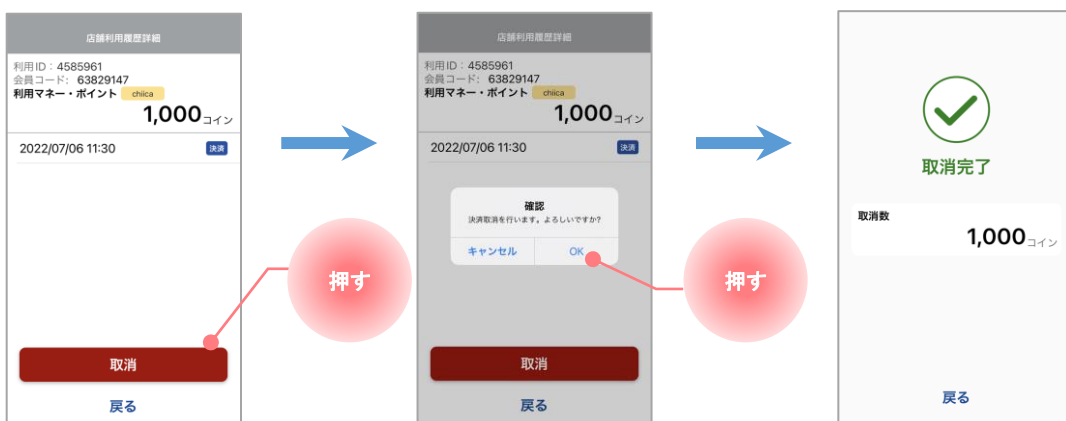 店舗利用履歴詳細
利用ID: 4585961
会員コード: 63829147
利用マネー・ポイント chiica
1,000コイン
2022/07/06 11:30 決済
押す
取消
戻る
店舗利用履歴詳細
利用ID: 4585961
会員コード: 63829147
利用マネー・ポイント chiica
1,000コイン
2022/07/06 11:30 決済
確認
決済取消を行います。よろしいですか?
キャンセル OK
押す
取消
戻る
取消完了
取消数
1,000コイン
戻る